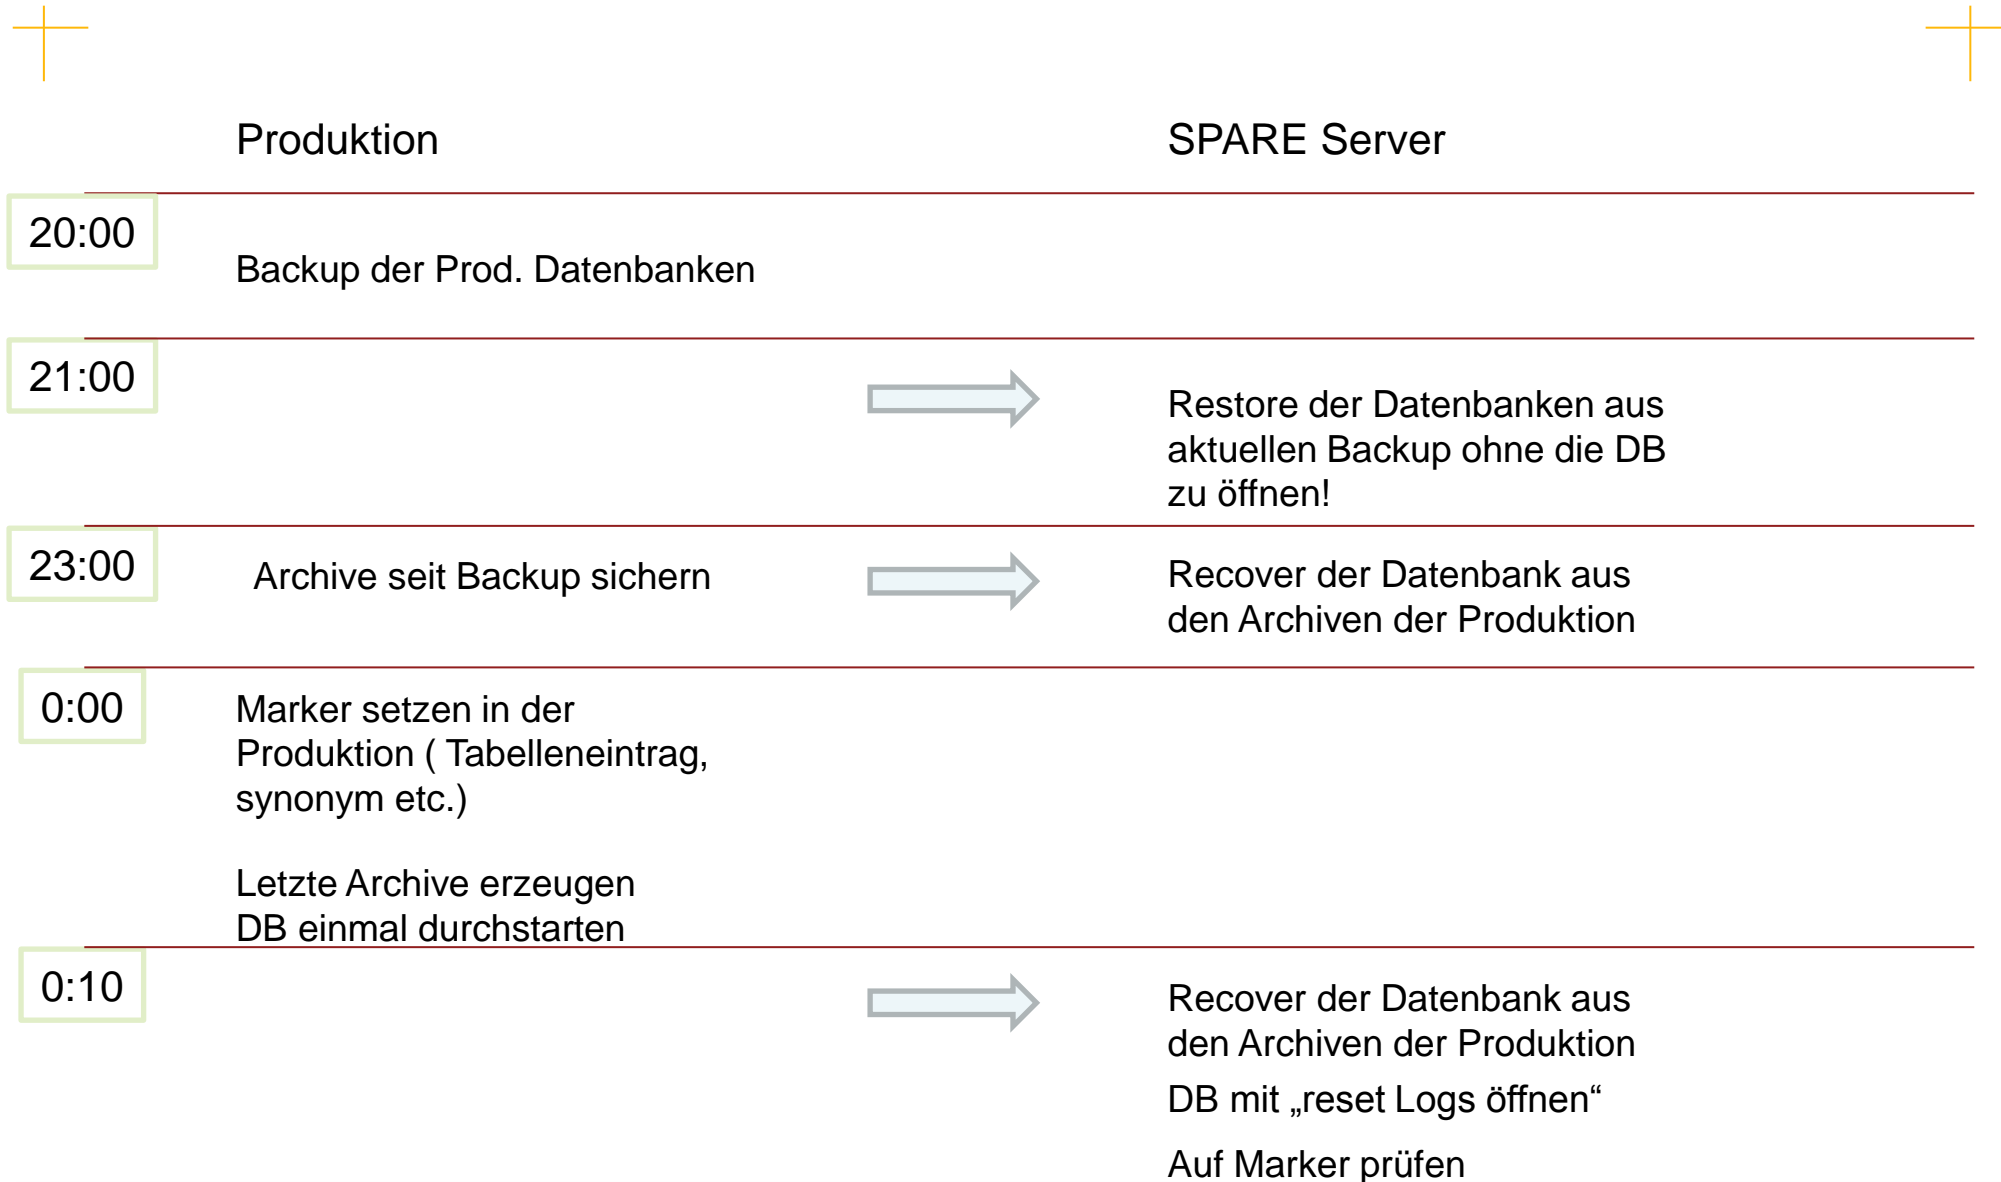 Produktion
SPARE Server
20:00
Backup der Prod. Datenbanken
21:00
Restore der Datenbanken aus
aktuellen Backup ohne die DB
zu öffnen!
23:00
Archive seit Backup sichern
Recover der Datenbank aus
den Archiven der Produktion
0:00
Marker setzen in der
Produktion ( Tabelleneintrag,
synonym etc.)
Letzte Archive erzeugen
DB einmal durchstarten
0:10
Recover der Datenbank aus
den Archiven der Produktion
DB mit „reset Logs öffnen“
Auf Marker prüfen